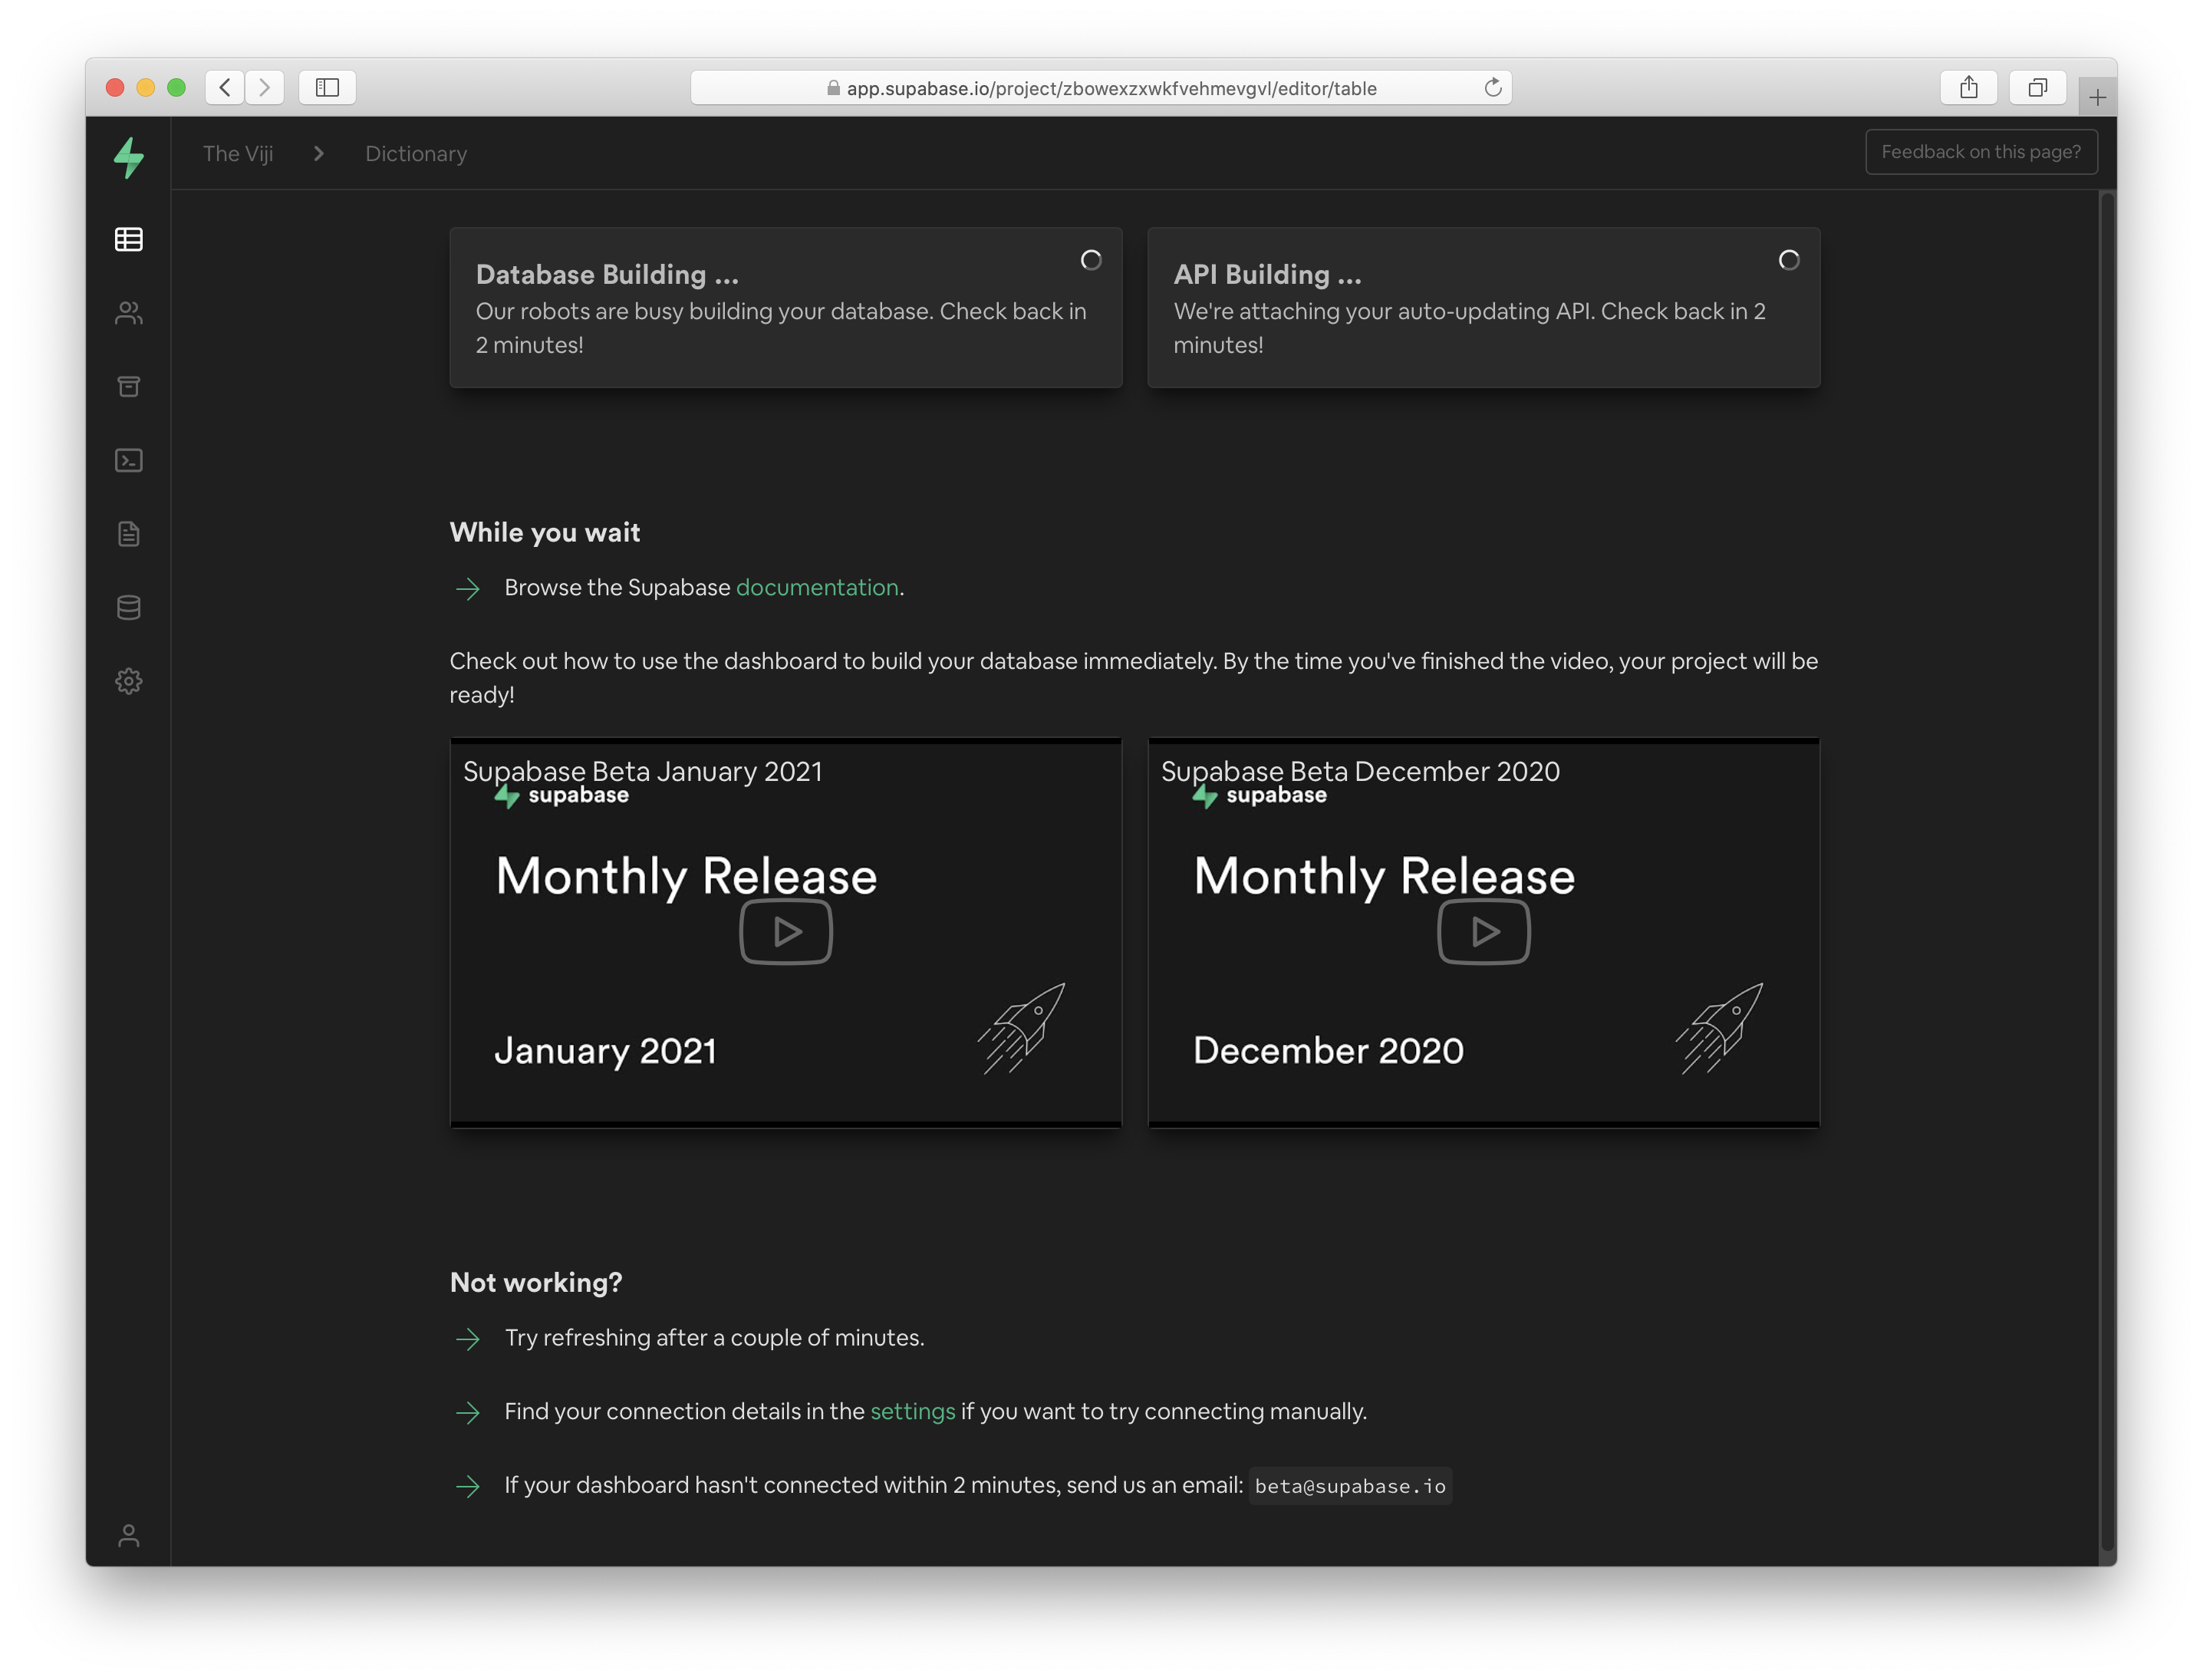 app.supabase.io/project/zbowexzxwkfvehmevgvl/editor/table
The Viji
Dictionary
Feedback on this page?
Database Building ...
Our robots are busy building your database. Check back in
2 minutes!
API Building ...
We're attaching your auto-updating API. Check back in 2
minutes!
While you wait
Browse the Supabase documentation.
Check out how to use the dashboard to build your database immediately. By the time you've finished the video, your project will be
ready!
Supabase Beta January 2021
supabase
Monthly Release
January 2021
Supabase Beta December 2020
supabase
Monthly Release
December 2020
Not working?
Try refreshing after a couple of minutes.
Find your connection details in the settings if you want to try connecting manually.
If your dashboard hasn't connected within 2 minutes, send us an email: beta@supabase.io